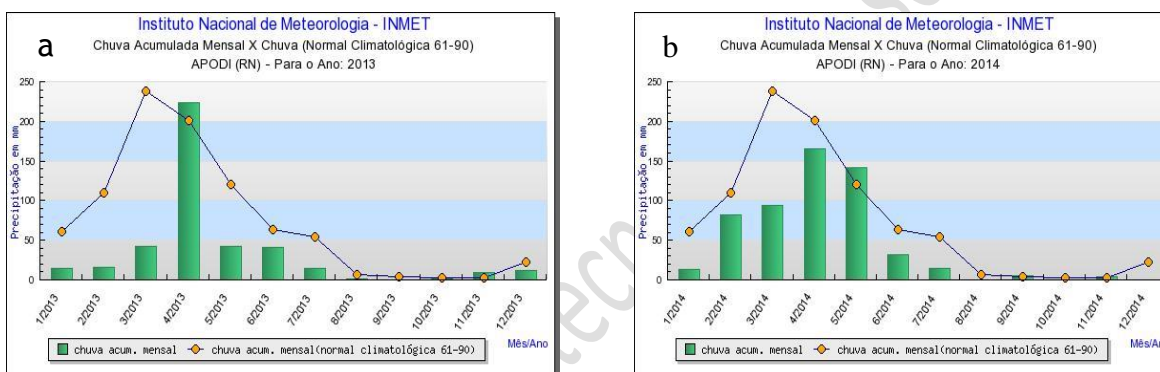 a
Instituto Nacional de Meteorologia - INMET
Chuva Acumulada Mensal X Chuva (Normal Climatológica 61-90)
APODI (RN) - Para o Ano: 2013
Precipitação em mm
250
200
150
100
50
0
1/2013
2/2013
3/2013
4/2013
5/2013
6/2013
7/2013
8/2013
9/2013
10/2013
11/2013
12/2013
Mês/Ano
chuva acum. mensal
chuva acum. mensal(normal climatológica 61-90)
b
Instituto Nacional de Meteorologia - INMET
Chuva Acumulada Mensal X Chuva (Normal Climatológica 61-90)
APODI (RN) - Para o Ano: 2014
Precipitação em mm
250
200
150
100
50
0
1/2014
2/2014
3/2014
4/2014
5/2014
6/2014
7/2014
8/2014
9/2014
10/2014
11/2014
12/2014
chuva acum. mensal
chuva acum. mensal(normal climatológica 61-90)